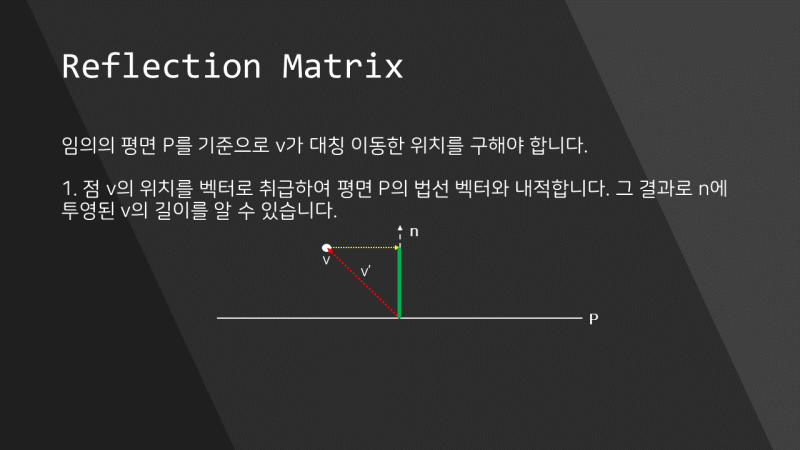 Reflection Matrix
임의의 평면 P를 기준으로 v가 대칭 이동한 위치를 구해야 합니다.
1. 점 v의 위치를 벡터로 취급하여 평면 P의 법선 벡터와 내적합니다. 그 결과로 n에
투영된 v의 길이를 알 수 있습니다.
n
v
v'
P